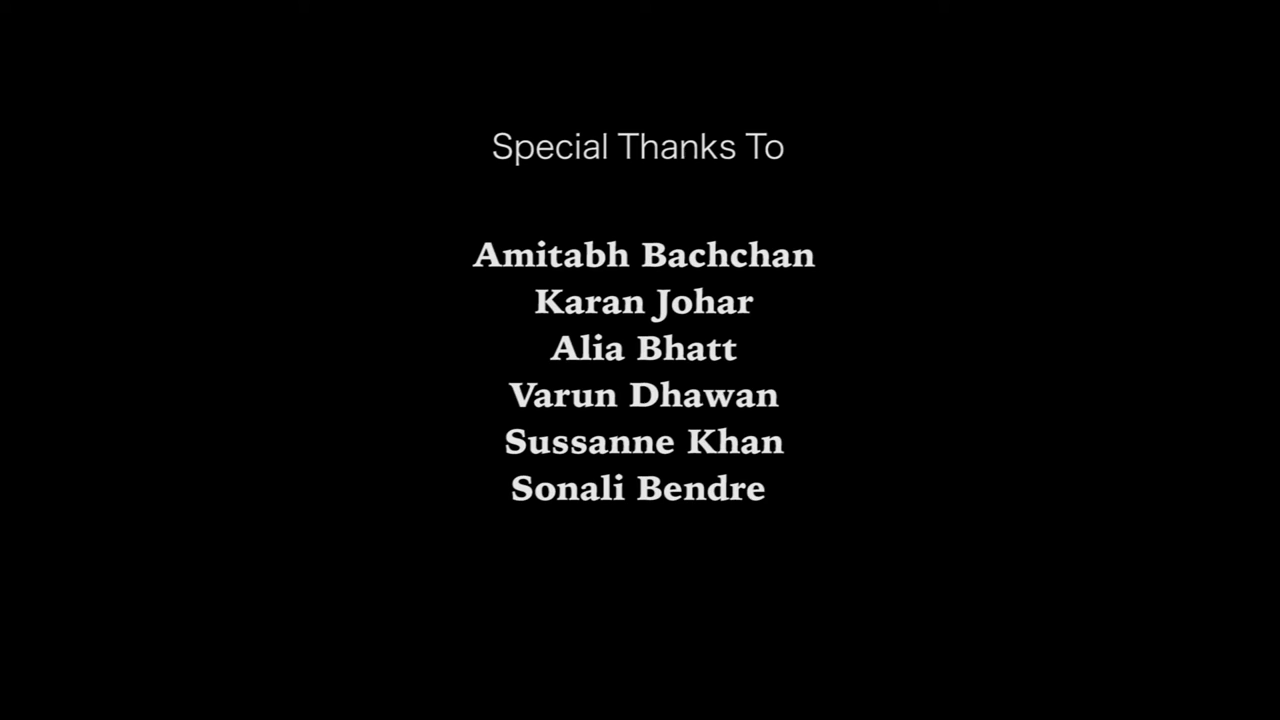 Special Thanks To
Amitabh Bachchan
Karan Johar
Alia Bhatt
Varun Dhawan
Sussanne Khan
Sonali Bendre